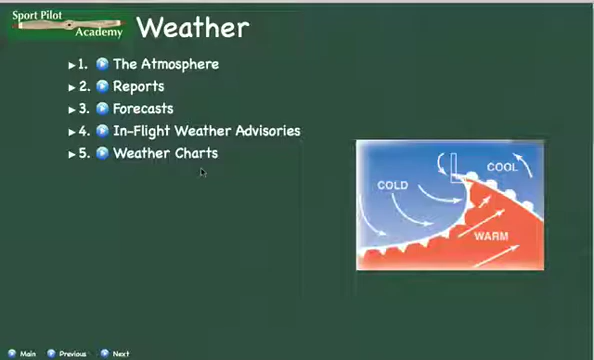 Sport Pilot
Academy
Weather
1. The Atmosphere
2. Reports
3. Forecasts
4. In-Flight Weather Advisories
5. Weather Charts
COLD
COOL
WARM
Main Previous Next